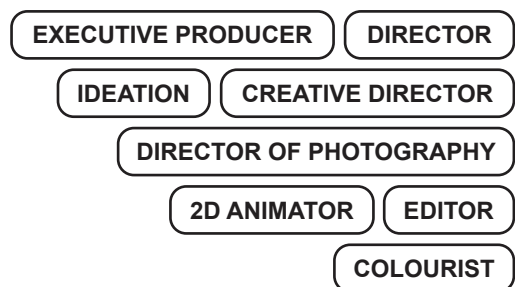 EXECUTIVE PRODUCER DIRECTOR
IDEATION CREATIVE DIRECTOR
DIRECTOR OF PHOTOGRAPHY
2D ANIMATOR EDITOR
COLOURIST